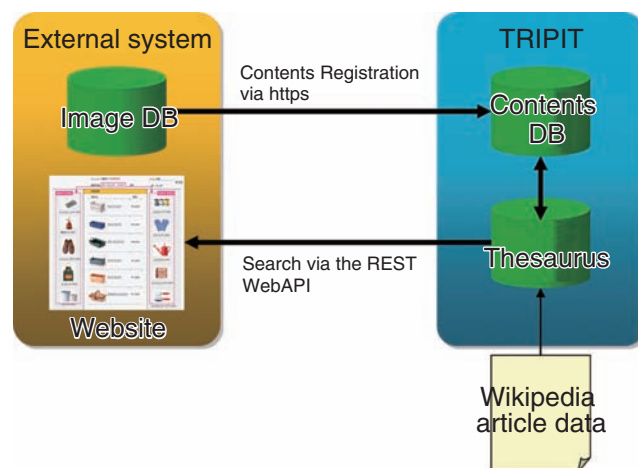 External system
TRIPIT
Image DB
Contents Registration
via https
Contents
DB
Search via the REST
WebAPI
Thesaurus
Website
Wikipedia
article data